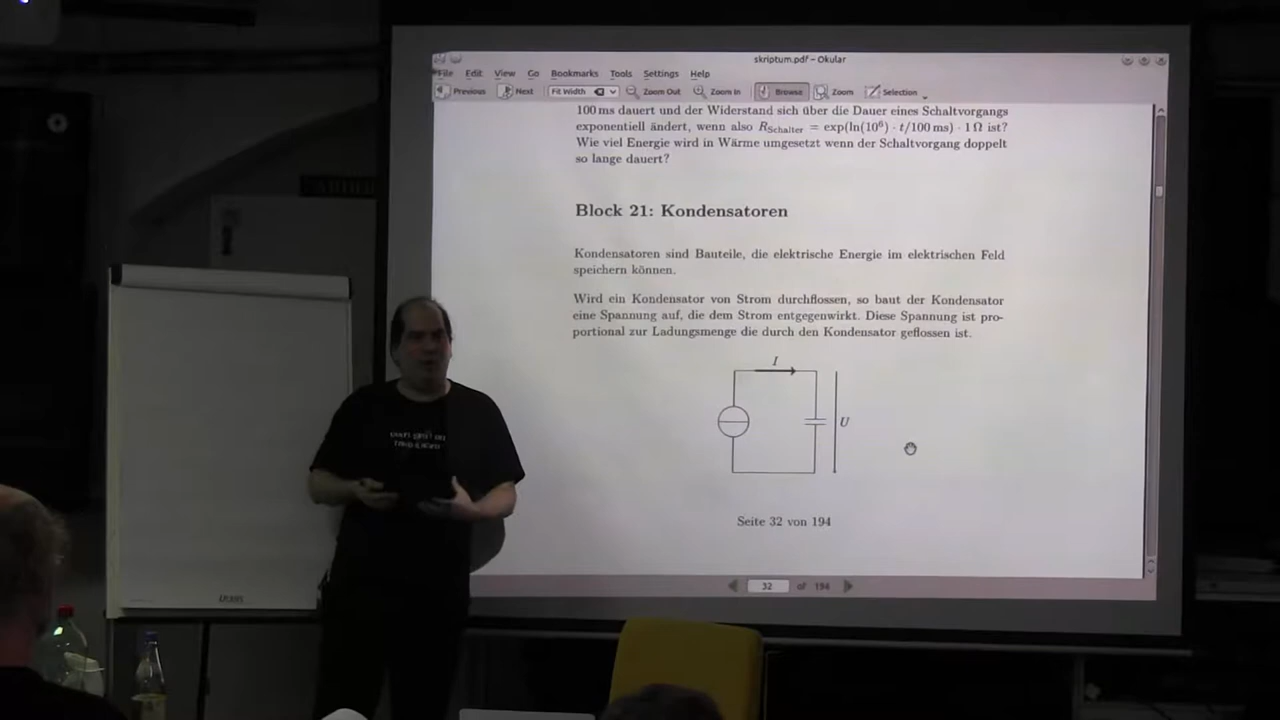 skriptum.pdf – Okular
File Edit View Go Bookmarks Tools Settings Help
Previous Next Fit Width Zoom Out Zoom In Browse Zoom Selection
100 ms dauert und der Widerstand sich über die Dauer eines Schaltvorgangs
exponentiell ändert, wenn also R_Schalter = exp(ln(10⁶) · t/100 ms) · 1 Ω ist?
Wie viel Energie wird in Wärme umgesetzt wenn der Schaltvorgang doppelt
so lange dauert?
Block 21: Kondensatoren
Kondensatoren sind Bauteile, die elektrische Energie im elektrischen Feld
speichern können.
Wird ein Kondensator von Strom durchflossen, so baut der Kondensator
eine Spannung auf, die dem Strom entgegenwirkt. Diese Spannung ist pro-
portional zur Ladungsmenge die durch den Kondensator geflossen ist.
I
U
Seite 32 von 194
32 of 194